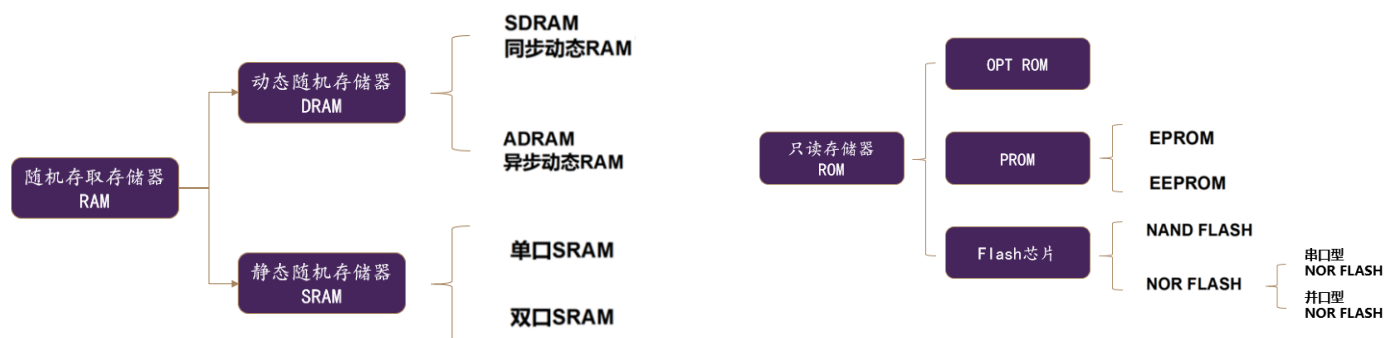 随机存取存储器
RAM
动态随机存储器
DRAM
SDRAM
同步动态RAM
ADRAM
异步动态RAM
静态随机存储器
SRAM
单口SRAM
双口SRAM
只读存储器
ROM
OPT ROM
PROM
EPROM
EEPROM
Flash芯片
NAND FLASH
NOR FLASH
串口型
NOR FLASH
并口型
NOR FLASH